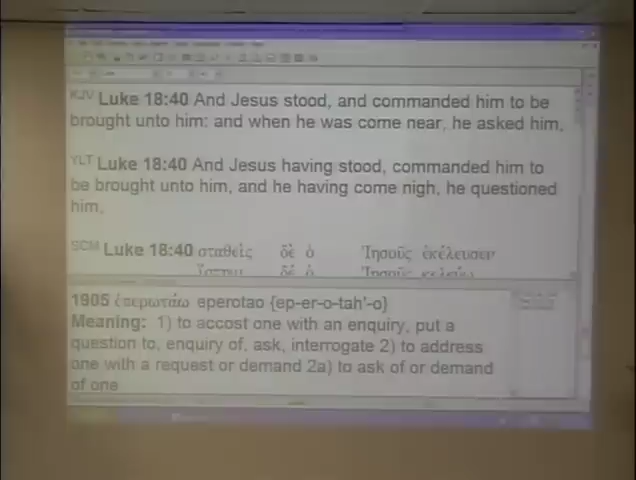 KJV Luke 18:40 And Jesus stood, and commanded him to be
brought unto him: and when he was come near, he asked him,
YLT Luke 18:40 And Jesus having stood, commanded him to
be brought unto him, and he having come nigh, he questioned
him,
SCM Luke 18:40 σταθεὶς δὲ ὁ Ἰησοῦς ἐκέλευσεν
δέ ὁ Ἰησοῦς
1905 ἐπερωτάω eperotao {ep-er-o-tah'-o}
Meaning: 1) to accost one with an enquiry, put a
question to, enquiry of, ask, interrogate 2) to address
one with a request or demand 2a) to ask of or demand
of one